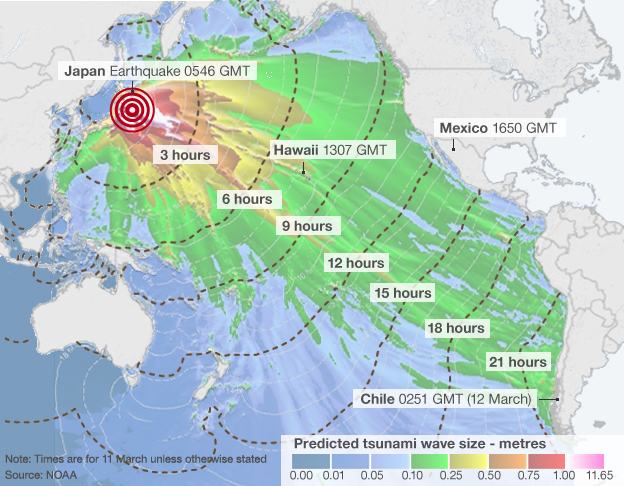 Japan Earthquake 0546 GMT
Mexico 1650 GMT
Hawaii 1307 GMT
3 hours
6 hours
9 hours
12 hours
15 hours
18 hours
21 hours
Chile 0251 GMT (12 March)
Predicted tsunami wave size - metres
0.00 0.01 0.05 0.10 0.25 0.50 0.75 1.00 11.65
Note: Times are for 11 March unless otherwise stated
Source: NOAA